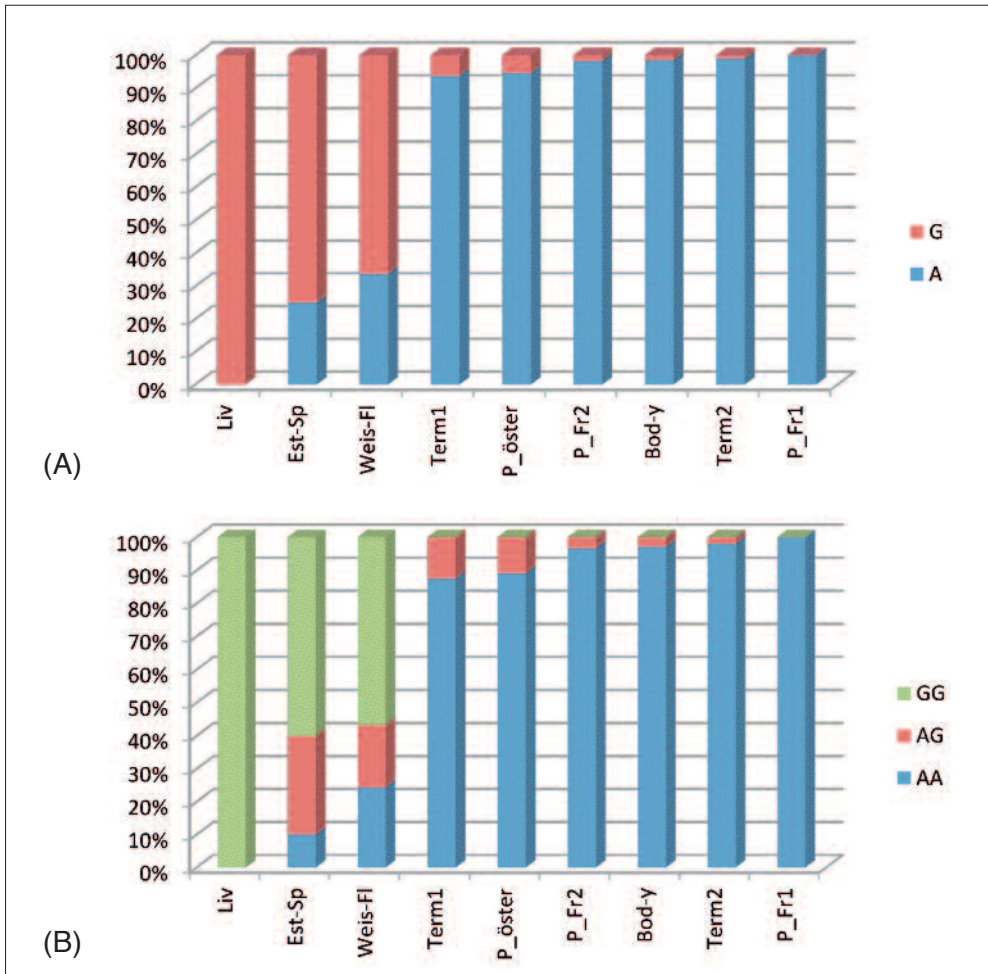 100%
90%
80%
70%
60%
50%
40%
30%
20%
10%
0%
G
A
Liv
Est-Sp
Weis-Fl
Term1
P_öster
P_Fr2
Bod-y
Term2
P_Fr1
(A)
100%
90%
80%
70%
60%
50%
40%
30%
20%
10%
0%
GG
AG
AA
Liv
Est-Sp
Weis-Fl
Term1
P_öster
P_Fr2
Bod-y
Term2
P_Fr1
(B)